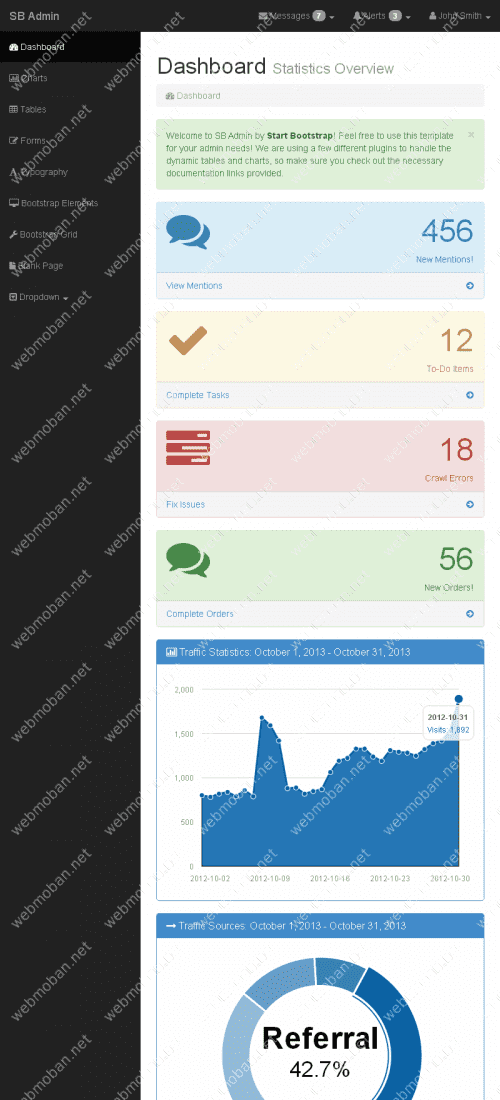 SB Admin
Messages 7
Alerts 3
John Smith
Dashboard
Charts
Tables
Forms
Typography
Bootstrap Elements
Bootstrap Grid
Blank Page
Dropdown
Dashboard Statistics Overview
Dashboard
Welcome to SB Admin by Start Bootstrap! Feel free to use this template ×
for your admin needs! We are using a few different plugins to handle the
dynamic tables and charts, so make sure you check out the necessary
documentation links provided.
456
New Mentions!
View Mentions
12
To-Do Items
Complete Tasks
18
Crawl Errors
Fix Issues
56
New Orders!
Complete Orders
Traffic Statistics: October 1, 2013 - October 31, 2013
2,000
1,500
1,000
500
0
2012-10-31
Visits: 1,892
2012-10-02 2012-10-09 2012-10-16 2012-10-23 2012-10-30
Traffic Sources: October 1, 2013 - October 31, 2013
Referral
42.7%
webmoban.net